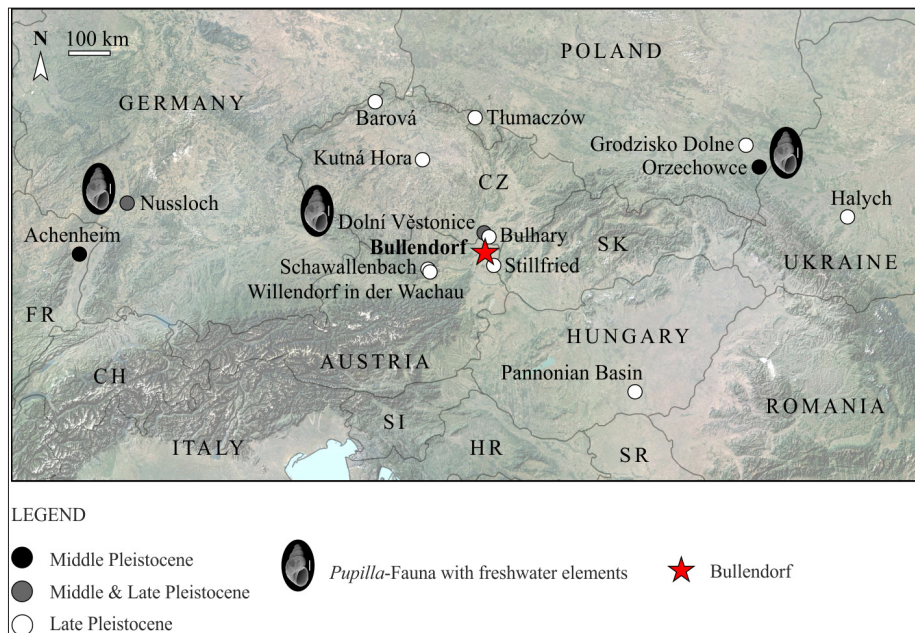 N
100 km
POLAND
GERMANY
Barová
Tłumaczów
Grodzisko Dolne
Kutná Hora
Orzechowce
CZ
Nussloch
Halych
Dolní Věstonice
Achenheim
Bulhary
Bullendorf
SK
Schawallenbach
Stillfried
UKRAINE
Willendorf in der Wachau
FR
HUNGARY
AUSTRIA
CH
Pannonian Basin
ROMANIA
SI
ITALY
HR
SR
LEGEND
Middle Pleistocene
Middle & Late Pleistocene
Late Pleistocene
Pupilla-Fauna with freshwater elements
Bullendorf